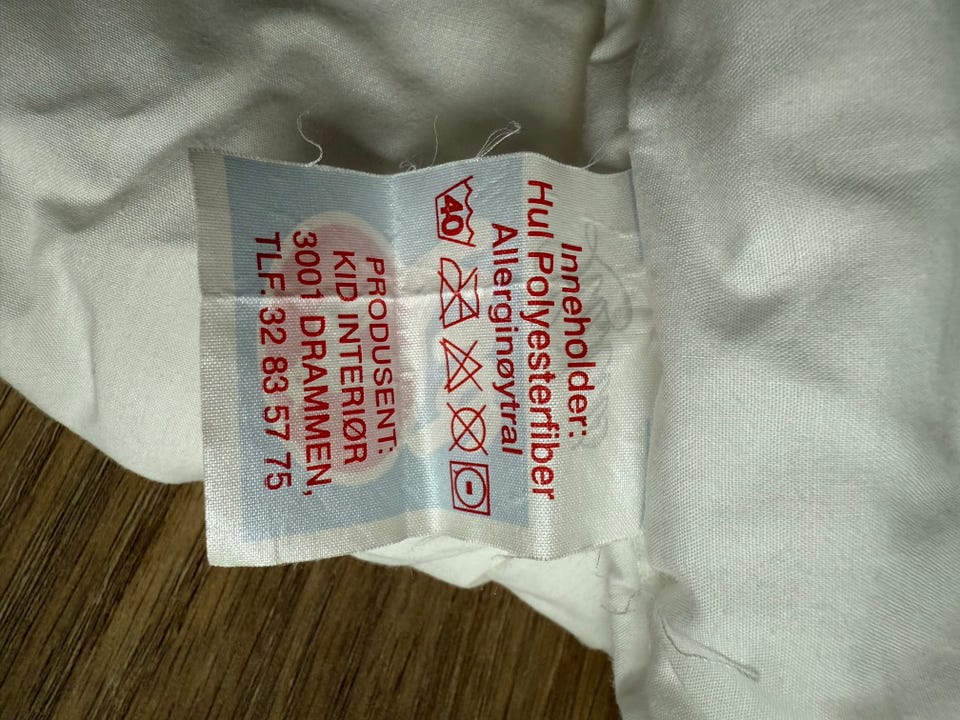 Inneholder:
Hul Polyesterfiber
Allerginøytral
40
PRODUSENT:
KID INTERIØR
3001 DRAMMEN,
TLF. 32 83 57 75